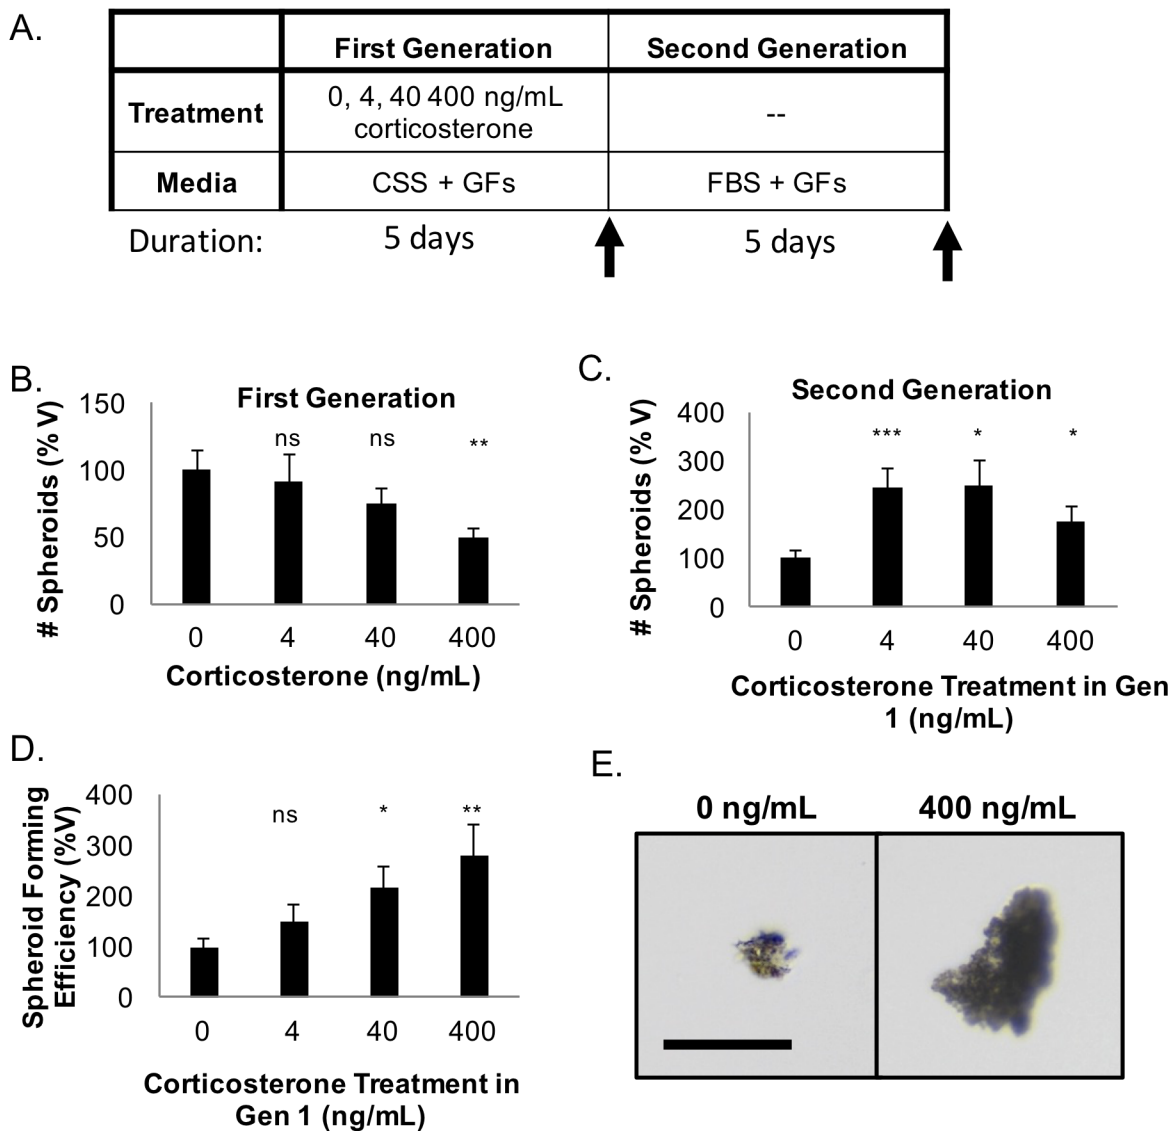 A.
First Generation Second Generation
Treatment 0, 4, 40 400 ng/mL
corticosterone --
Media CSS + GFs FBS + GFs
Duration: 5 days 5 days
B.
First Generation
# Spheroids (% V)
150
100
50
0
ns ns **
0 4 40 400
Corticosterone (ng/mL)
C.
Second Generation
# Spheroids (% V)
400
300
200
100
0
*** * *
0 4 40 400
Corticosterone Treatment in Gen
1 (ng/mL)
D.
Spheroid Forming
Efficiency (%V)
400
300
200
100
0
ns * **
0 4 40 400
Corticosterone Treatment in
Gen 1 (ng/mL)
E.
0 ng/mL 400 ng/mL